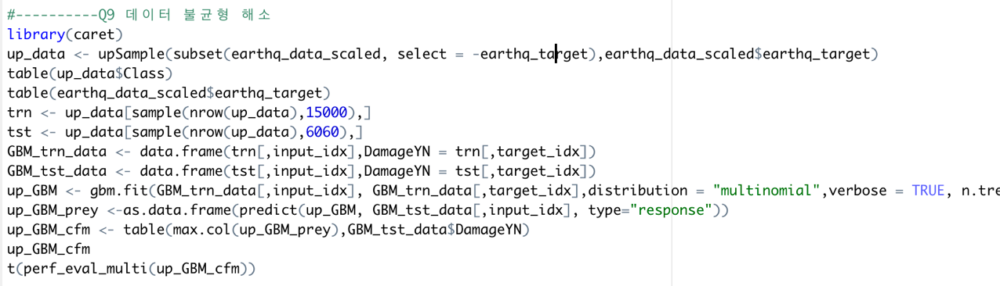 #----------Q9 데이터 불균형 해소
library(caret)
up_data <- upSample(subset(earthq_data_scaled, select = -earthq_target),earthq_data_scaled$earthq_target)
table(up_data$Class)
table(earthq_data_scaled$earthq_target)
trn <- up_data[sample(nrow(up_data),15000),]
tst <- up_data[sample(nrow(up_data),6060),]
GBM_trn_data <- data.frame(trn[,input_idx],DamageYN = trn[,target_idx])
GBM_tst_data <- data.frame(tst[,input_idx],DamageYN = tst[,target_idx])
up_GBM <- gbm.fit(GBM_trn_data[,input_idx], GBM_trn_data[,target_idx],distribution = "multinomial",verbose = TRUE, n.tre
up_GBM_prey <-as.data.frame(predict(up_GBM, GBM_tst_data[,input_idx], type="response"))
up_GBM_cfm <- table(max.col(up_GBM_prey),GBM_tst_data$DamageYN)
up_GBM_cfm
t(perf_eval_multi(up_GBM_cfm))